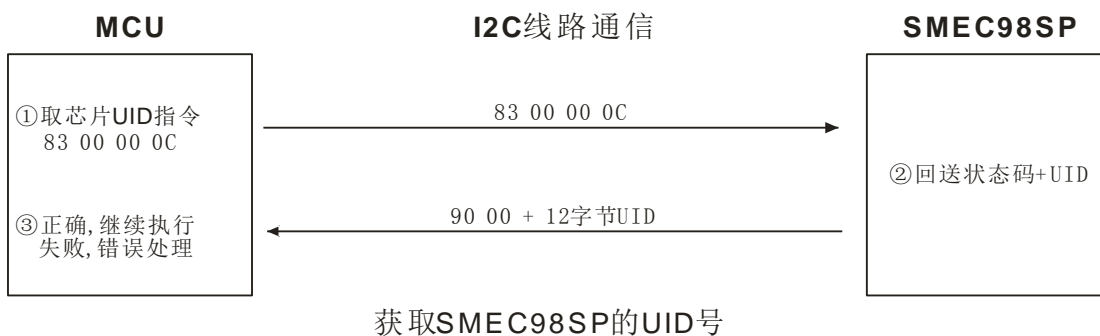 MCU
I2C线路通信
SMEC98SP
①取芯片UID指令
83 00 00 0C
83 00 00 0C
②回送状态码+UID
③正确,继续执行
失败,错误处理
90 00 + 12字节UID
获取SMEC98SP的UID号